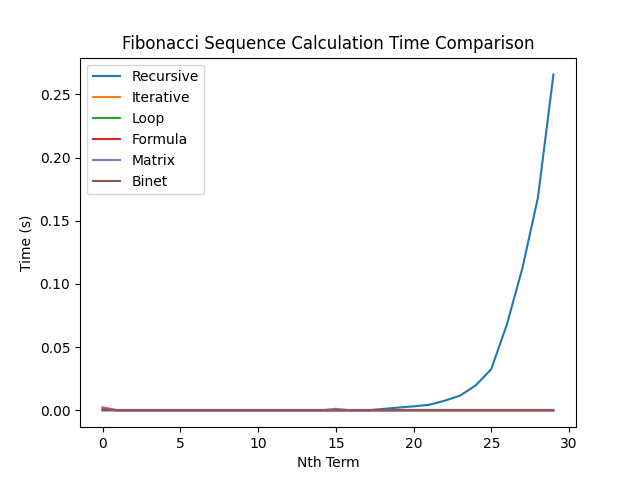 Fibonacci Sequence Calculation Time Comparison
Recursive
Iterative
Loop
Formula
Matrix
Binet
Time (s)
0.25
0.20
0.15
0.10
0.05
0.00
0 5 10 15 20 25 30
Nth Term